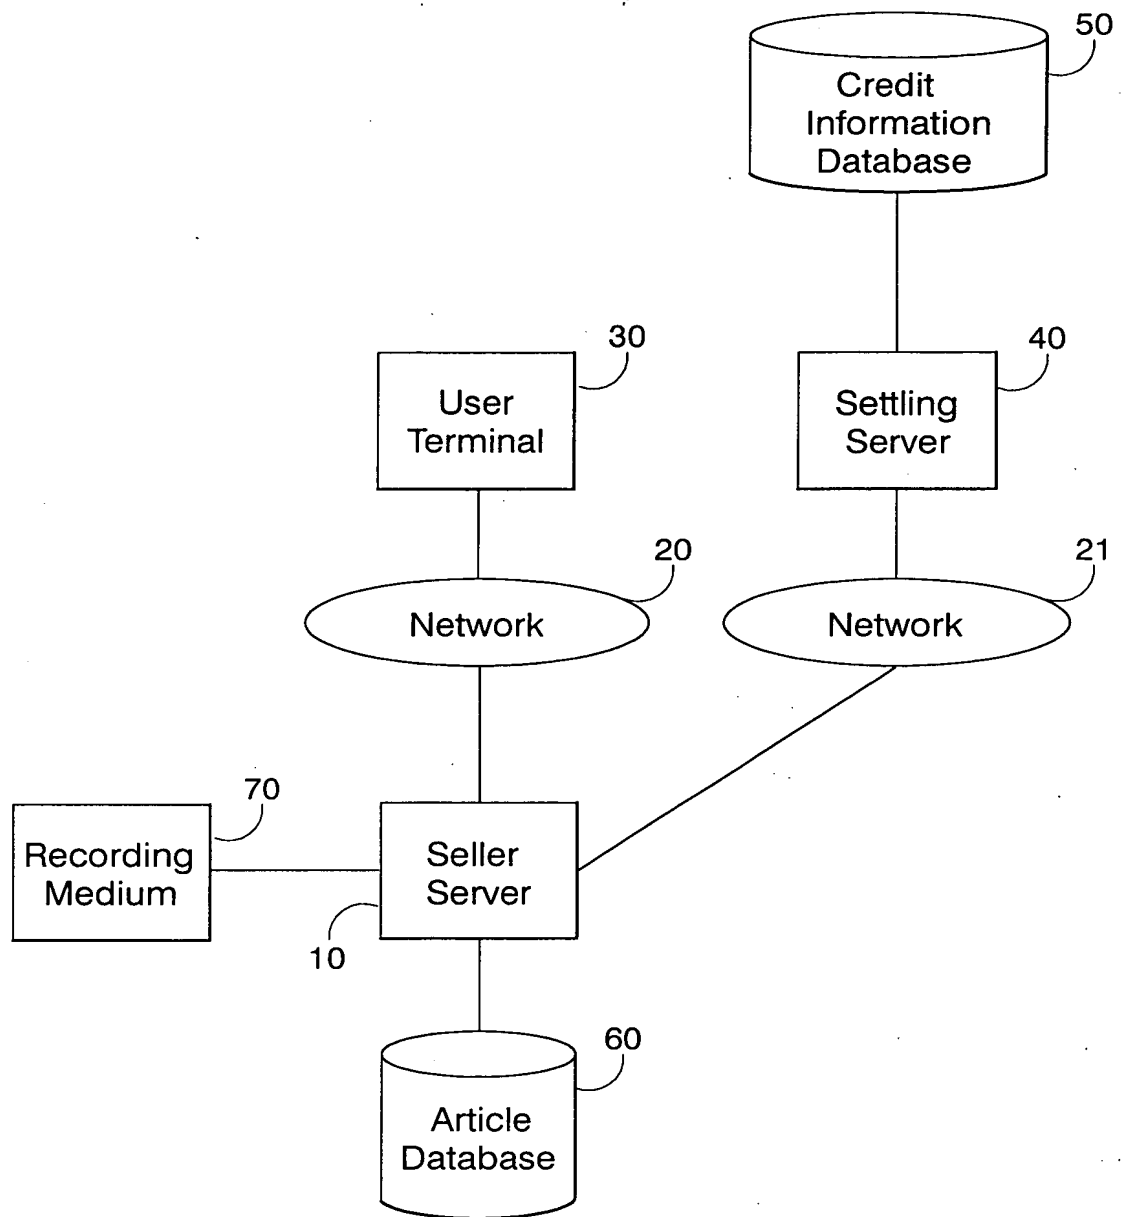 50
Credit
Information
Database
30
40
User
Terminal
Settling
Server
20
21
Network
Network
70
Recording
Medium
Seller
Server
10
60
Article
Database